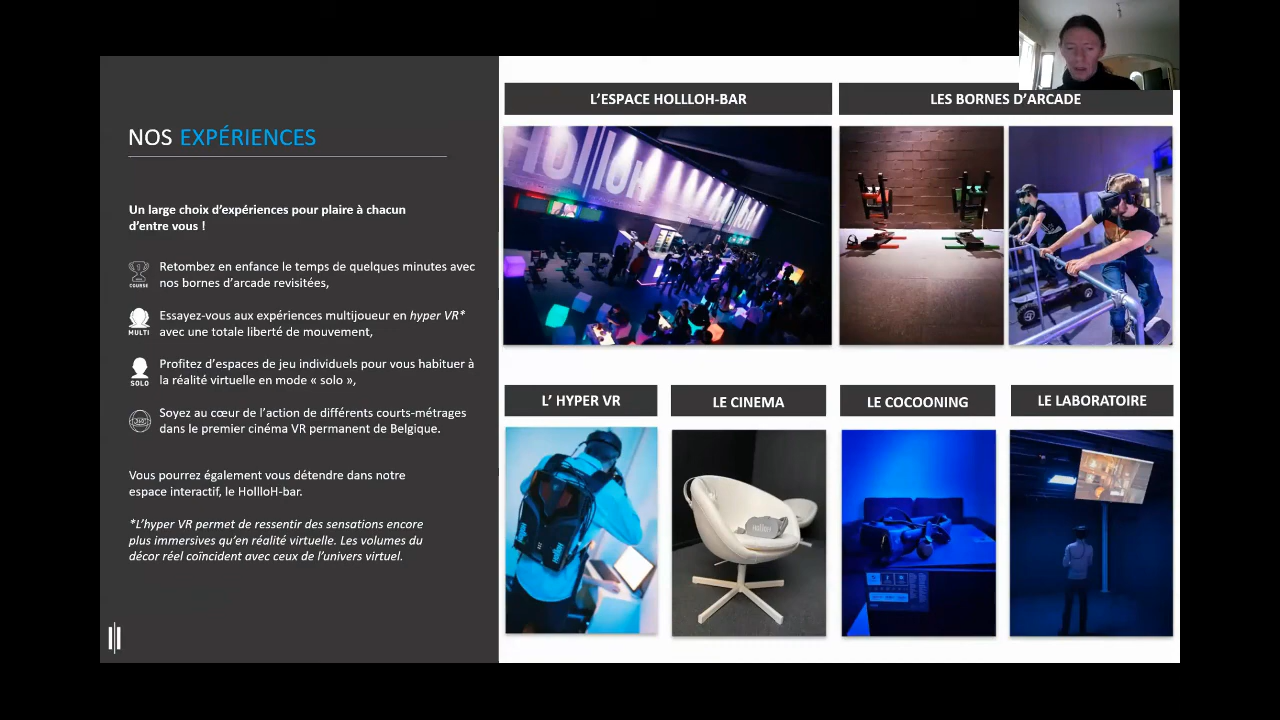 NOS EXPÉRIENCES
Un large choix d'expériences pour plaire à chacun
d'entre vous !
COURSE
Retombez en enfance le temps de quelques minutes avec
nos bornes d'arcade revisitées,
MULTI
Essayez-vous aux expériences multijoueur en hyper VR*
avec une totale liberté de mouvement,
SOLO
Profitez d'espaces de jeu individuels pour vous habituer à
la réalité virtuelle en mode « solo »,
360
Soyez au cœur de l'action de différents courts-métrages
dans le premier cinéma VR permanent de Belgique.
Vous pourrez également vous détendre dans notre
espace interactif, le HollloH-bar.
*L'hyper VR permet de ressentir des sensations encore
plus immersives qu'en réalité virtuelle. Les volumes du
décor réel coïncident avec ceux de l'univers virtuel.
L'ESPACE HOLLLOH-BAR
LES BORNES D'ARCADE
HollloH
L' HYPER VR
LE CINEMA
LE COCOONING
LE LABORATOIRE
HollloH
HollloH